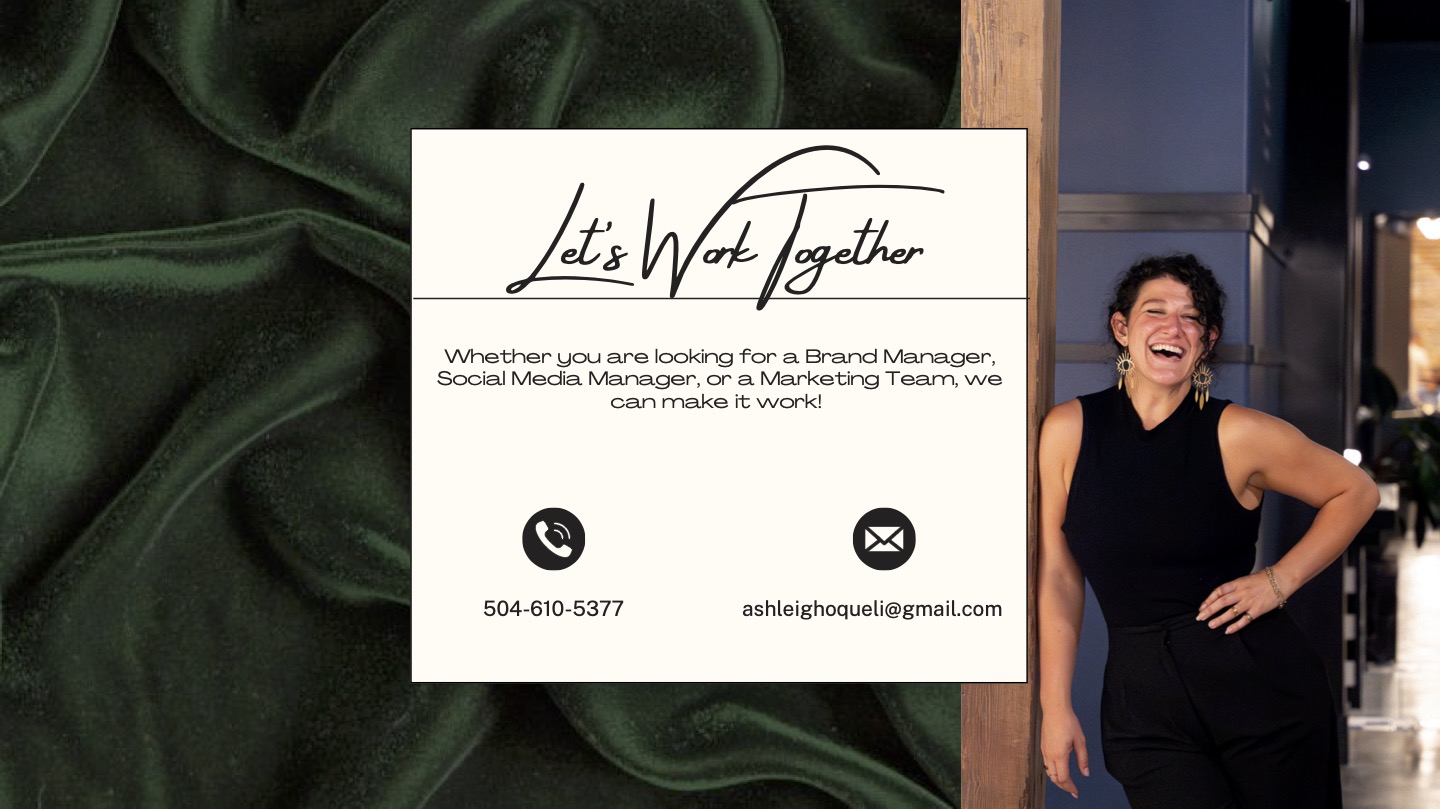 Let's Work Together
Whether you are looking for a Brand Manager,
Social Media Manager, or a Marketing Team, we
can make it work!
504-610-5377
ashleighoqueli@gmail.com